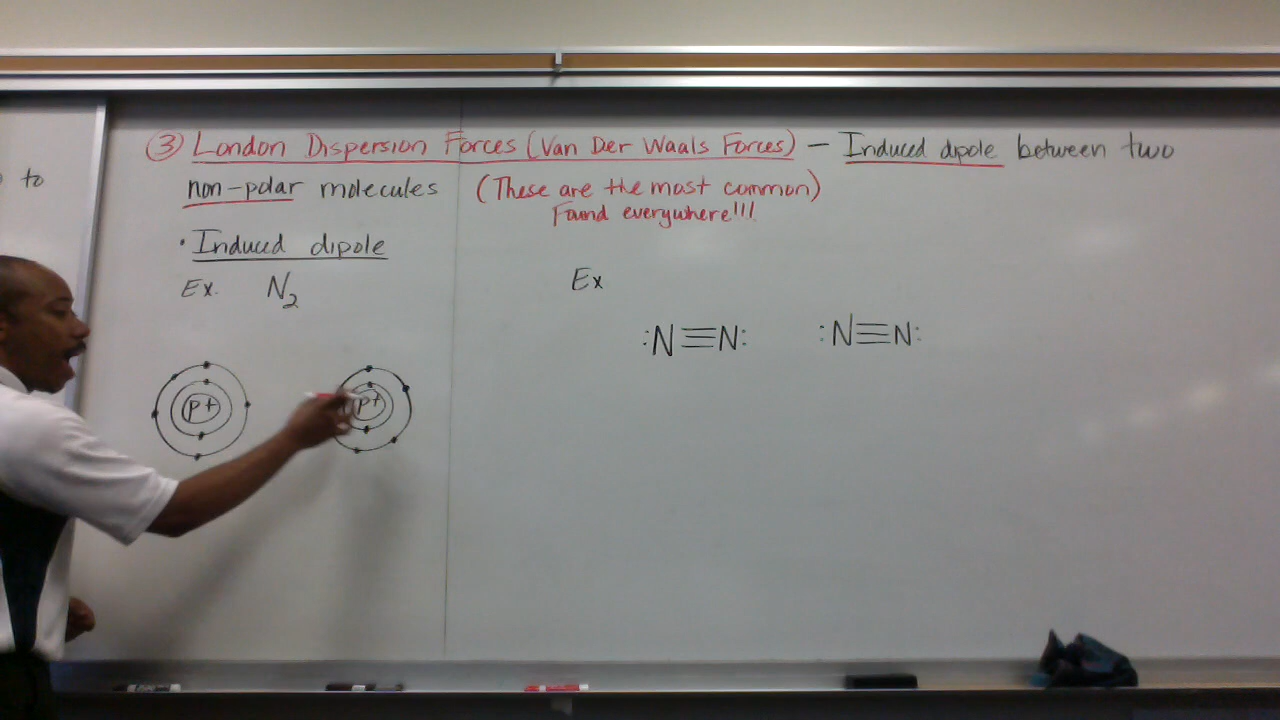 to
③ London Dispersion Forces (Van Der Waals Forces) – Induced dipole between two
non-polar molecules (These are the most common)
Found everywhere!!!
· Induced dipole
Ex. N₂
Ex
:N≡N: :N≡N:
p+ p+